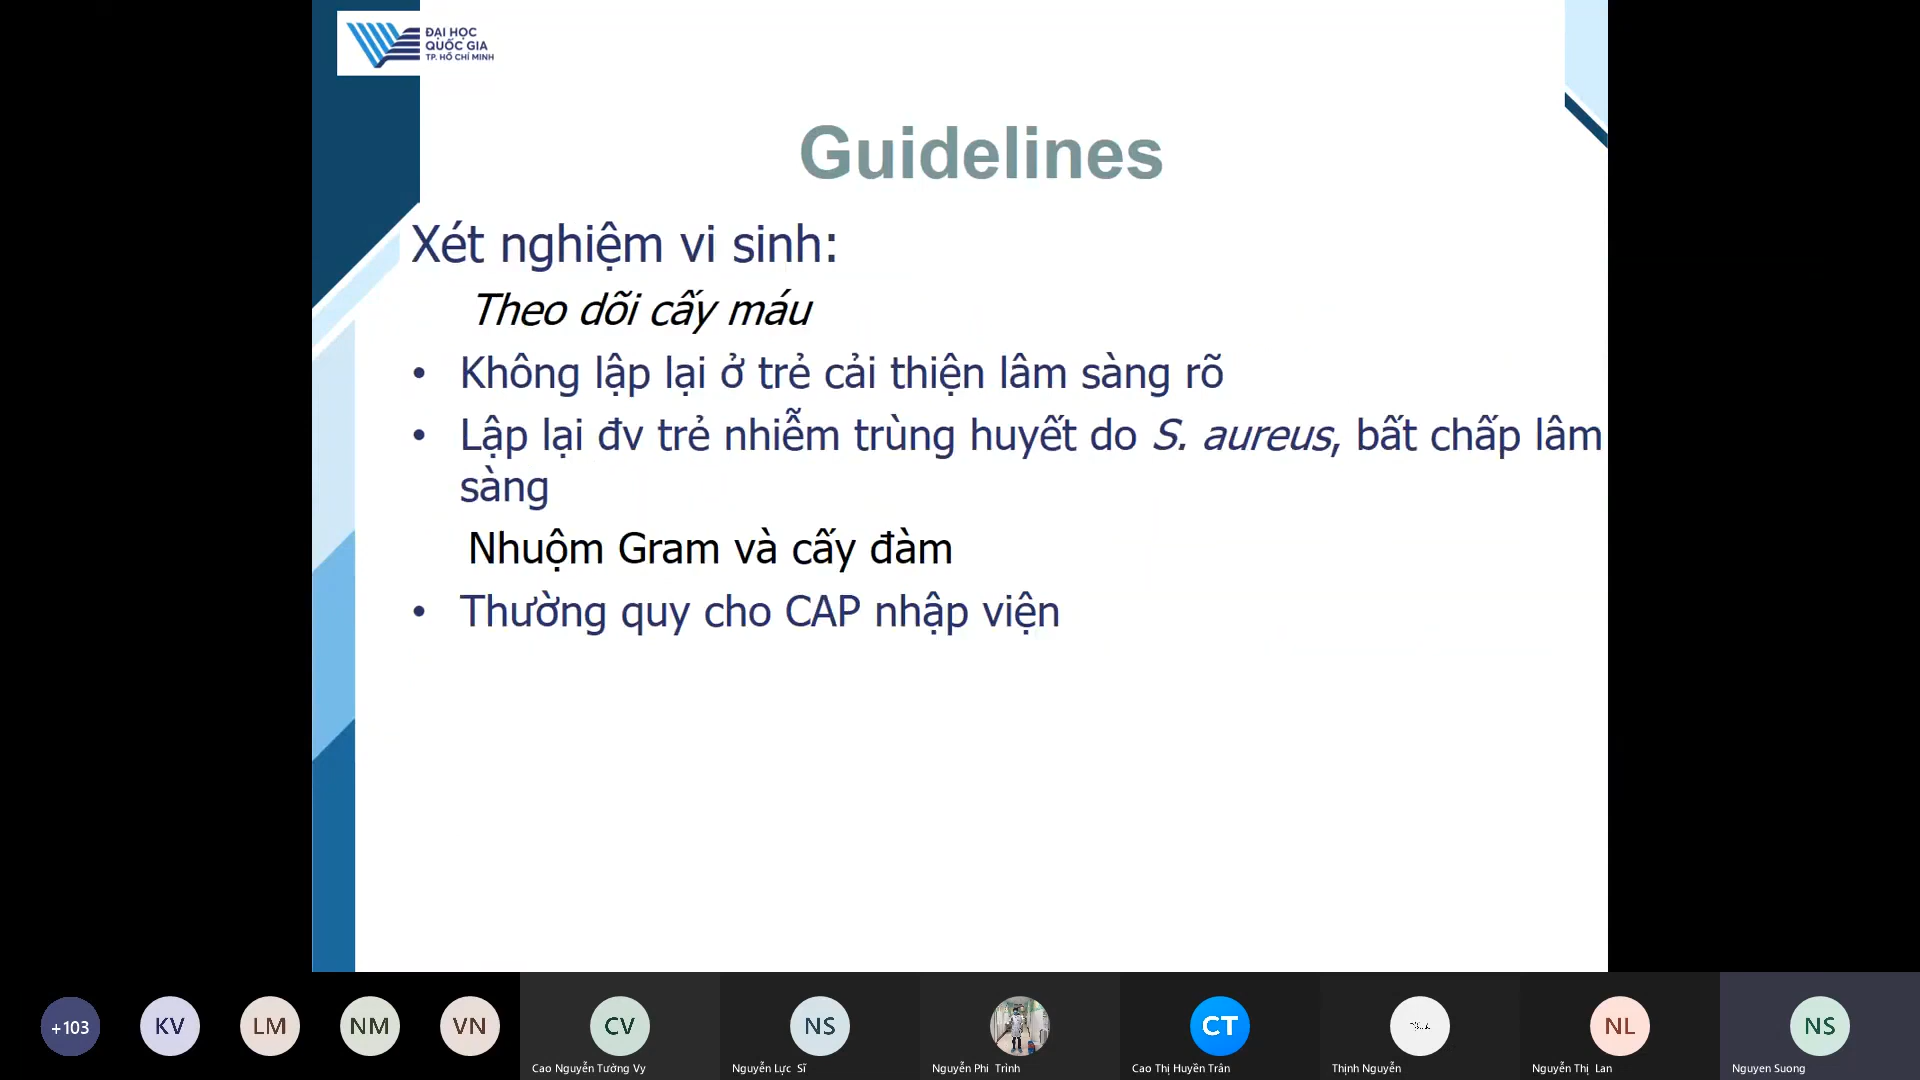 ĐẠI HỌC
QUỐC GIA
TP. HỒ CHÍ MINH
Guidelines
Xét nghiệm vi sinh:
Theo dõi cấy máu
• Không lập lại ở trẻ cải thiện lâm sàng rõ
• Lập lại đv trẻ nhiễm trùng huyết do S. aureus, bất chấp lâm
sàng
Nhuộm Gram và cấy đàm
• Thường quy cho CAP nhập viện
+103
KV
LM
NM
VN
CV
NS
CT
NL
NS
Cao Nguyễn Tường Vy
Nguyễn Lực Sĩ
Nguyễn Phi Trình
Cao Thị Huyền Trân
Thịnh Nguyễn
Nguyễn Thị Lan
Nguyen Suong